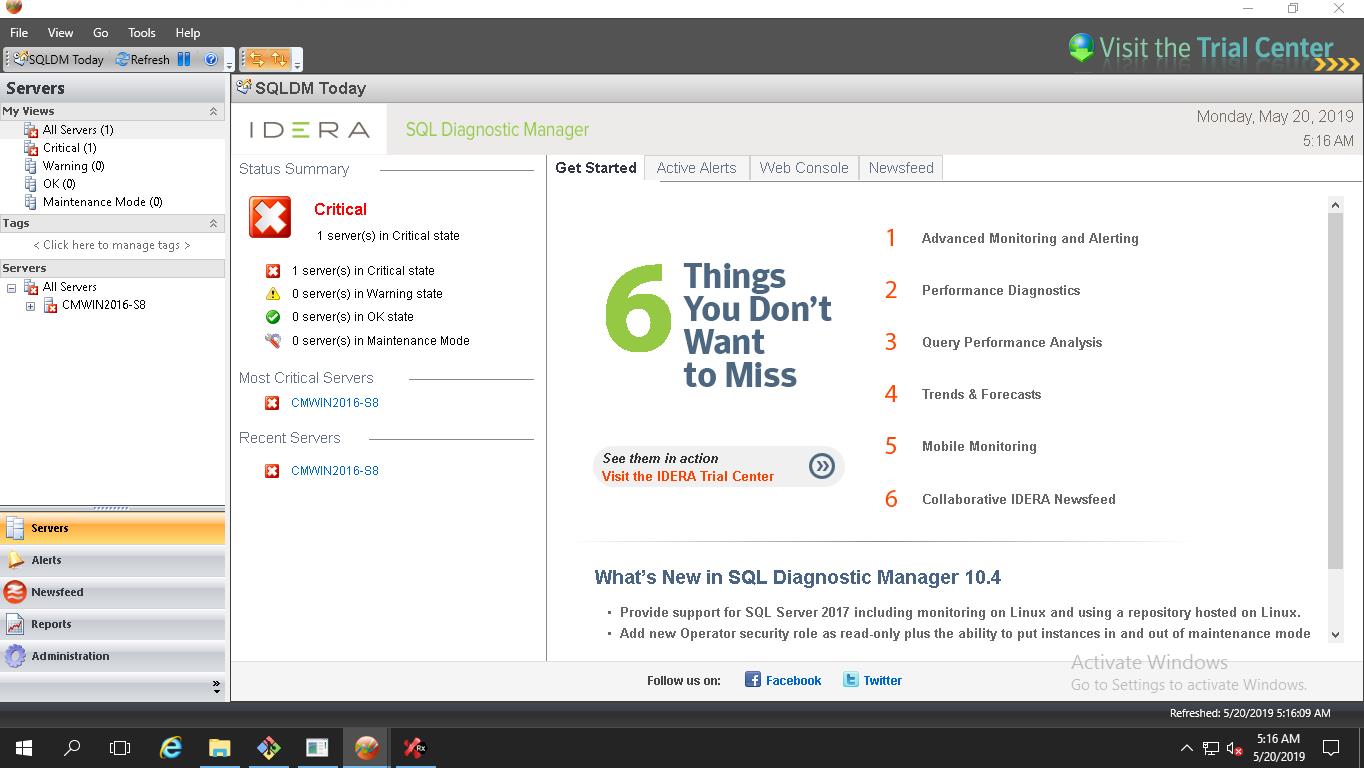 File View Go Tools Help
SQLDM Today Refresh
Visit the Trial Center
Servers
My Views
All Servers (1)
Critical (1)
Warning (0)
OK (0)
Maintenance Mode (0)
Tags
< Click here to manage tags >
Servers
All Servers
CMWIN2016-S8
Servers
Alerts
Newsfeed
Reports
Administration
SQLDM Today
IDERA SQL Diagnostic Manager
Monday, May 20, 2019
5:16 AM
Status Summary
Critical
1 server(s) in Critical state
1 server(s) in Critical state
0 server(s) in Warning state
0 server(s) in OK state
0 server(s) in Maintenance Mode
Most Critical Servers
CMWIN2016-S8
Recent Servers
CMWIN2016-S8
Get Started Active Alerts Web Console Newsfeed
6 Things
You Don't
Want
to Miss
See them in action
Visit the IDERA Trial Center
1 Advanced Monitoring and Alerting
2 Performance Diagnostics
3 Query Performance Analysis
4 Trends & Forecasts
5 Mobile Monitoring
6 Collaborative IDERA Newsfeed
What's New in SQL Diagnostic Manager 10.4
• Provide support for SQL Server 2017 including monitoring on Linux and using a repository hosted on Linux.
• Add new Operator security role as read-only plus the ability to put instances in and out of maintenance mode
Activate Windows
Go to Settings to activate Windows.
Follow us on: Facebook Twitter
Refreshed: 5/20/2019 5:16:09 AM
Rx
5:16 AM
5/20/2019